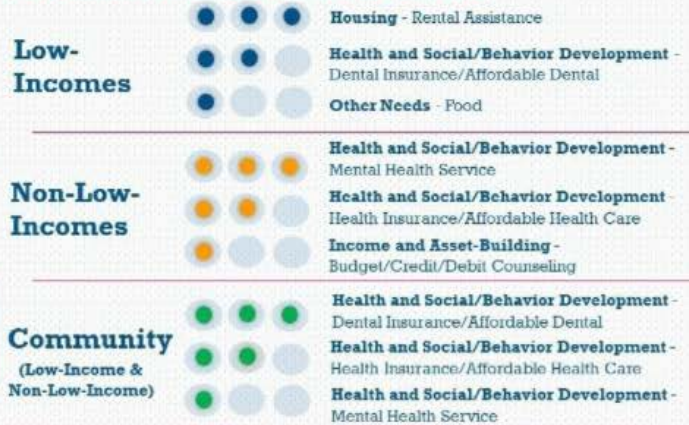 Low-
Incomes
Housing - Rental Assistance
Health and Social/Behavior Development -
Dental Insurance/Affordable Dental
Other Needs - Food
Non-Low-
Incomes
Health and Social/Behavior Development -
Mental Health Service
Health and Social/Behavior Development -
Health Insurance/Affordable Health Care
Income and Asset-Building -
Budget/Credit/Debit Counseling
Community
(Low-Income &
Non-Low-Income)
Health and Social/Behavior Development -
Dental Insurance/Affordable Dental
Health and Social/Behavior Development -
Health Insurance/Affordable Health Care
Health and Social/Behavior Development -
Mental Health Service